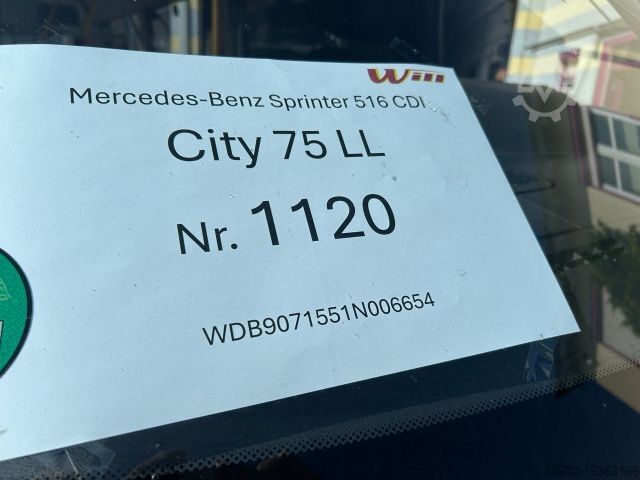 Will
Mercedes-Benz Sprinter 516 CDI
City 75 LL
Nr. 1120
WDB9071551N006654